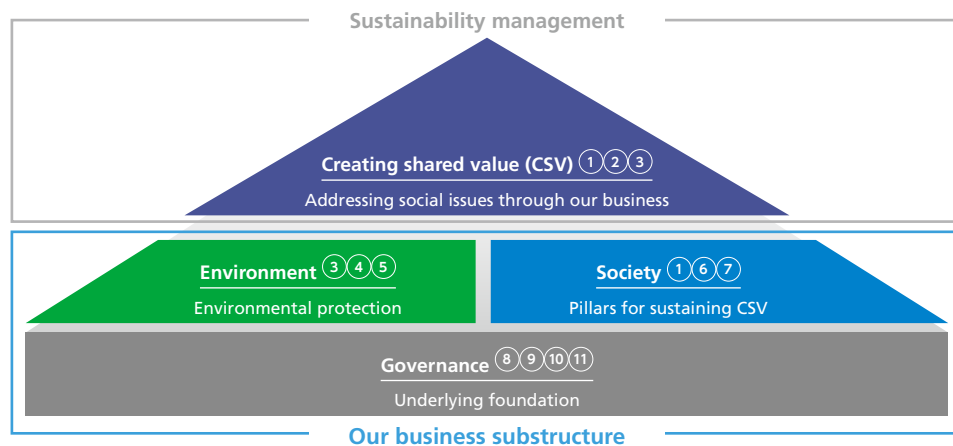 Sustainability management
Creating shared value (CSV) 1 2 3
Addressing social issues through our business
Environment 3 4 5
Environmental protection
Society 1 6 7
Pillars for sustaining CSV
Governance 8 9 10 11
Underlying foundation
Our business substructure